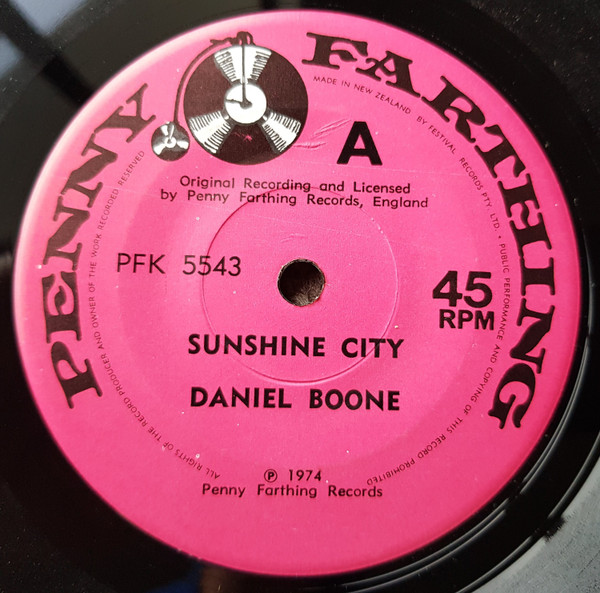 PENNY FARTHING
MADE IN NEW ZEALAND BY FESTIVAL RECORDS PTY. LTD. • PUBLIC PERFORMANCE AND COPYING OF THIS RECORD PROHIBITED
ALL RIGHTS OF THE RECORD PRODUCER AND OWNER OF THE WORK RECORDED RESERVED
A
Original Recording and Licensed
by Penny Farthing Records, England
PFK 5543
45
RPM
SUNSHINE CITY
DANIEL BOONE
℗ 1974
Penny Farthing Records